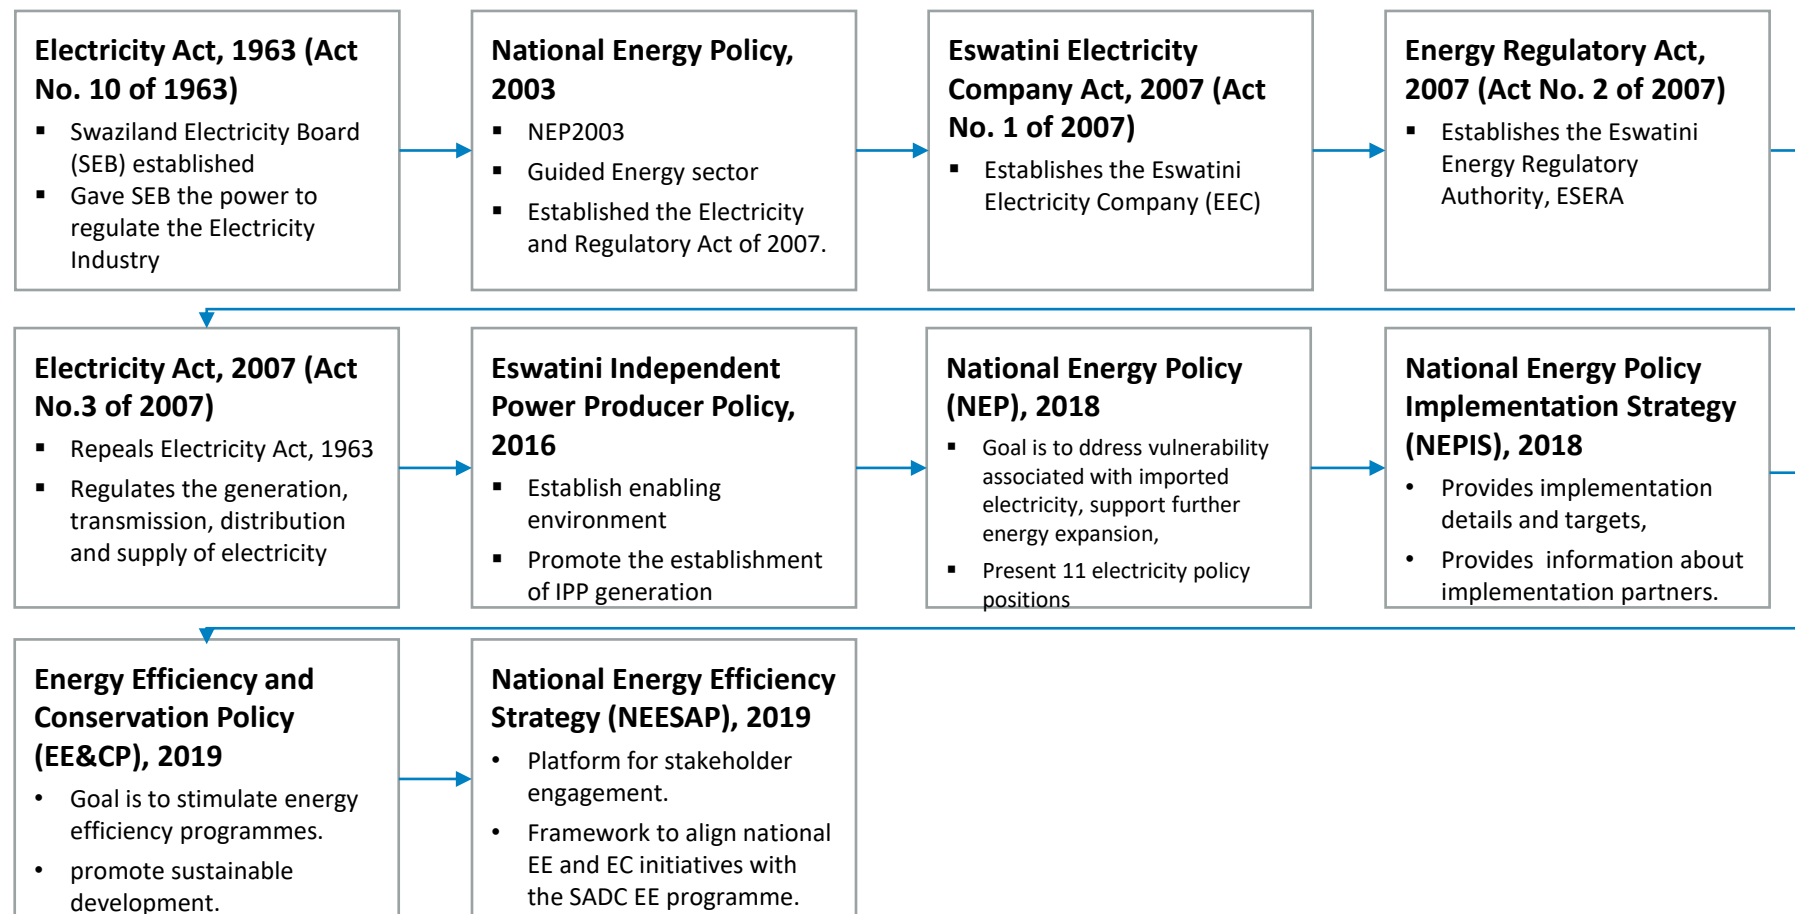 Electricity Act, 1963 (Act
No. 10 of 1963)
▪ Swaziland Electricity Board
(SEB) established
▪ Gave SEB the power to
regulate the Electricity
Industry
National Energy Policy,
2003
▪ NEP2003
▪ Guided Energy sector
▪ Established the Electricity
and Regulatory Act of 2007.
Eswatini Electricity
Company Act, 2007 (Act
No. 1 of 2007)
▪ Establishes the Eswatini
Electricity Company (EEC)
Energy Regulatory Act,
2007 (Act No. 2 of 2007)
▪ Establishes the Eswatini
Energy Regulatory
Authority, ESERA
Electricity Act, 2007 (Act
No.3 of 2007)
▪ Repeals Electricity Act, 1963
▪ Regulates the generation,
transmission, distribution
and supply of electricity
Eswatini Independent
Power Producer Policy,
2016
▪ Establish enabling
environment
▪ Promote the establishment
of IPP generation
National Energy Policy
(NEP), 2018
▪ Goal is to ddress vulnerability
associated with imported
electricity, support further
energy expansion,
▪ Present 11 electricity policy
positions
National Energy Policy
Implementation Strategy
(NEPIS), 2018
• Provides implementation
details and targets,
• Provides information about
implementation partners.
Energy Efficiency and
Conservation Policy
(EE&CP), 2019
• Goal is to stimulate energy
efficiency programmes.
• promote sustainable
development.
National Energy Efficiency
Strategy (NEESAP), 2019
• Platform for stakeholder
engagement.
• Framework to align national
EE and EC initiatives with
the SADC EE programme.